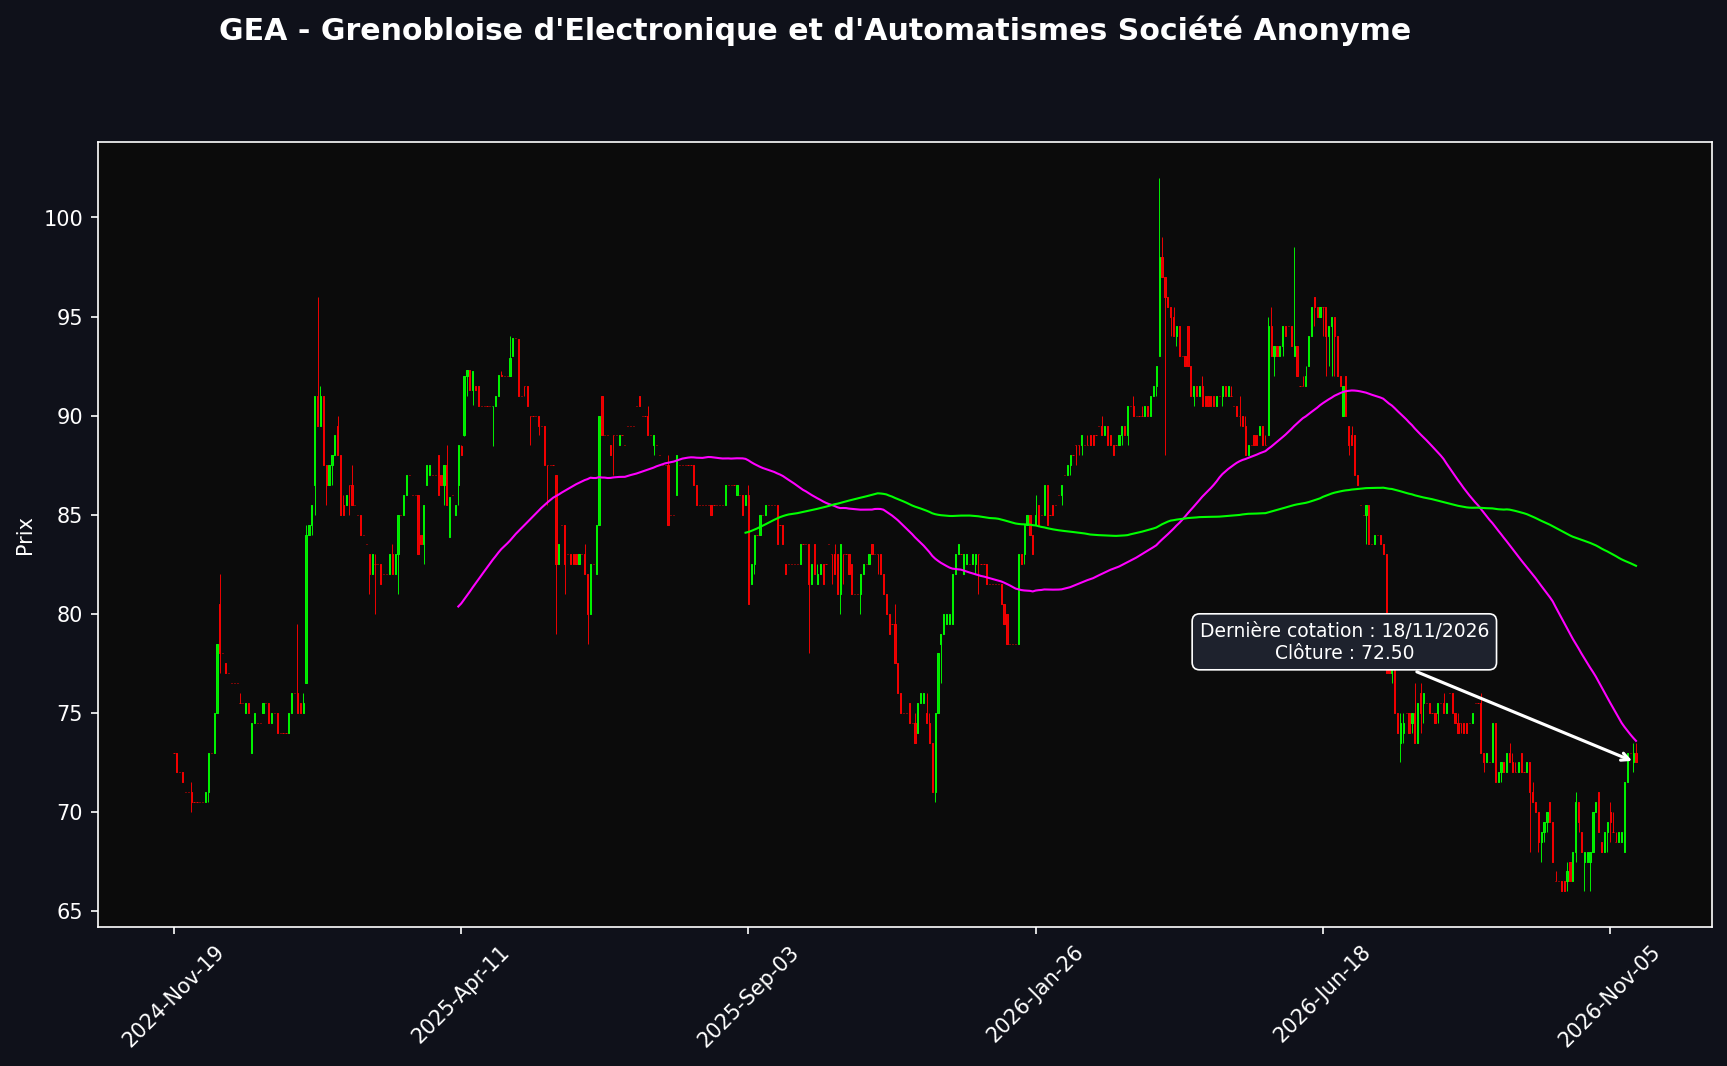 GEA - Grenobloise d'Electronique et d'Automatismes Société Anonyme
Prix
100
95
90
85
80
75
70
65
Dernière cotation : 18/11/2026
Clôture : 72.50
2024-Nov-19
2025-Apr-11
2025-Sep-03
2026-Jan-26
2026-Jun-18
2026-Nov-05